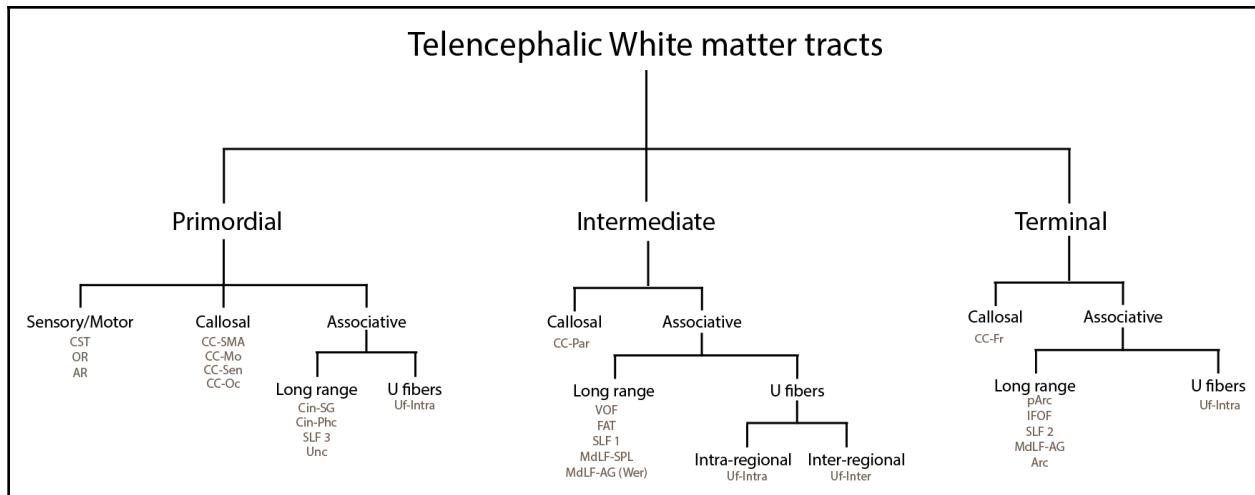 Telencephalic White matter tracts
Primordial
Intermediate
Terminal
Sensory/Motor
CST
OR
AR
Callosal
CC-SMA
CC-Mo
CC-Sen
CC-Oc
Associative
Long range
Cin-SG
Cin-Phc
SLF 3
Unc
U fibers
Uf-Intra
Callosal
CC-Par
Associative
Long range
VOF
FAT
SLF 1
MdLF-SPL
MdLF-AG (Wer)
U fibers
Intra-regional
Uf-Intra
Inter-regional
Uf-Inter
Callosal
CC-Fr
Associative
Long range
pArc
IFOF
SLF 2
MdLF-AG
Arc
U fibers
Uf-Intra